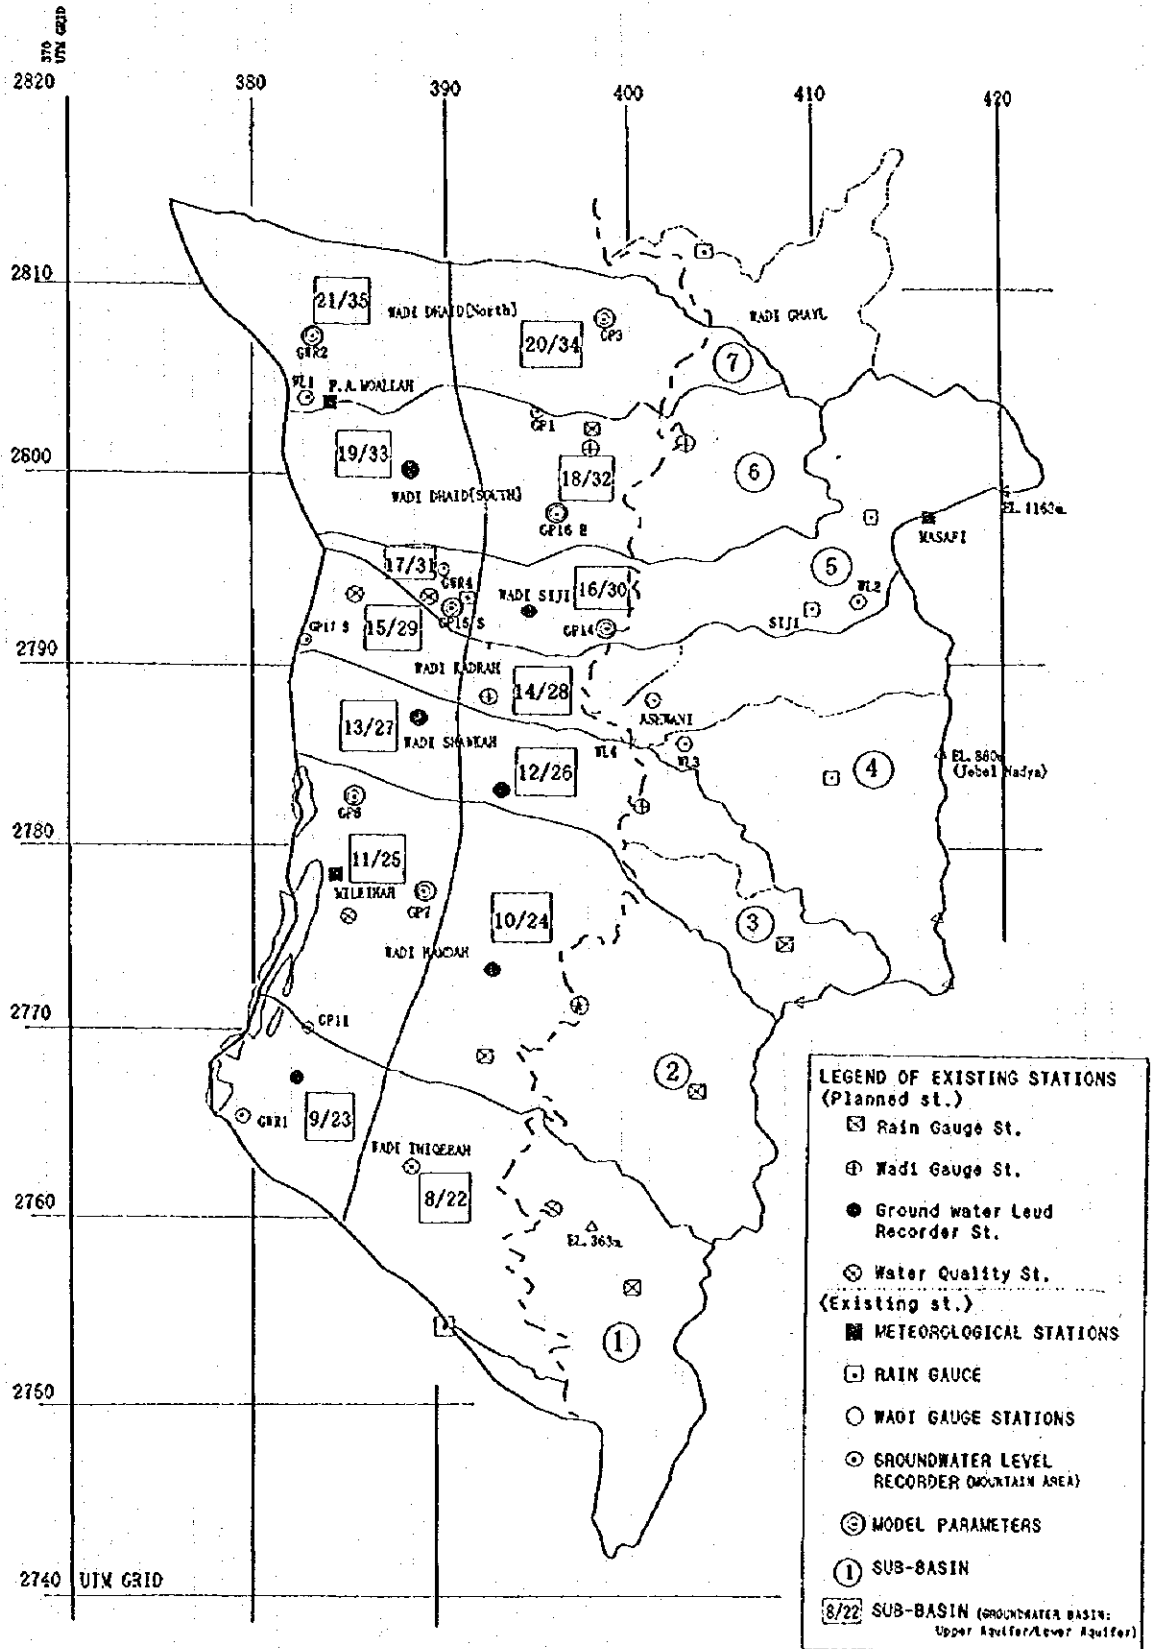 370
UTM GRID
2820
380
390
400
410
420
2810
21/35
WADI DHAID[North]
WADI GHAYL
GWR2
20/34
GP3
7
WL1
P.A. MOALLAH
GP1
19/33
2800
18/32
6
WADI DHAID[SOUTH]
EL. 1163m
GP16
MASAFI
17/31
GWR4
WADI SIJI
16/30
5
WL2
SIJI
GP17 S
15/29
GP15 S
GP14
2790
WADI KADRAH
14/28
ASEWANI
13/27
WADI SHAWKAH
WL4
WL3
12/26
4
EL. 880m
(Jebel Nadya)
GP8
2780
11/25
MILEIHAH
GP7
10/24
3
WADI HAMDAH
2770
GP11
2
GWR1
9/23
WADI THIQEBAH
8/22
2760
EL. 363m
1
2750
2740
UTM GRID
LEGEND OF EXISTING STATIONS
(Planned st.)
Rain Gauge St.
Wadi Gauge St.
Ground water Leud
Recorder St.
Water Quality St.
(Existing st.)
METEOROLOGICAL STATIONS
RAIN GAUCE
WADI GAUGE STATIONS
GROUNDWATER LEVEL
RECORDER (MOUNTAIN AREA)
MODEL PARAMETERS
1 SUB-BASIN
8/22 SUB-BASIN (GROUNDWATER BASIN:
Upper Aquifer/Lower Aquifer)